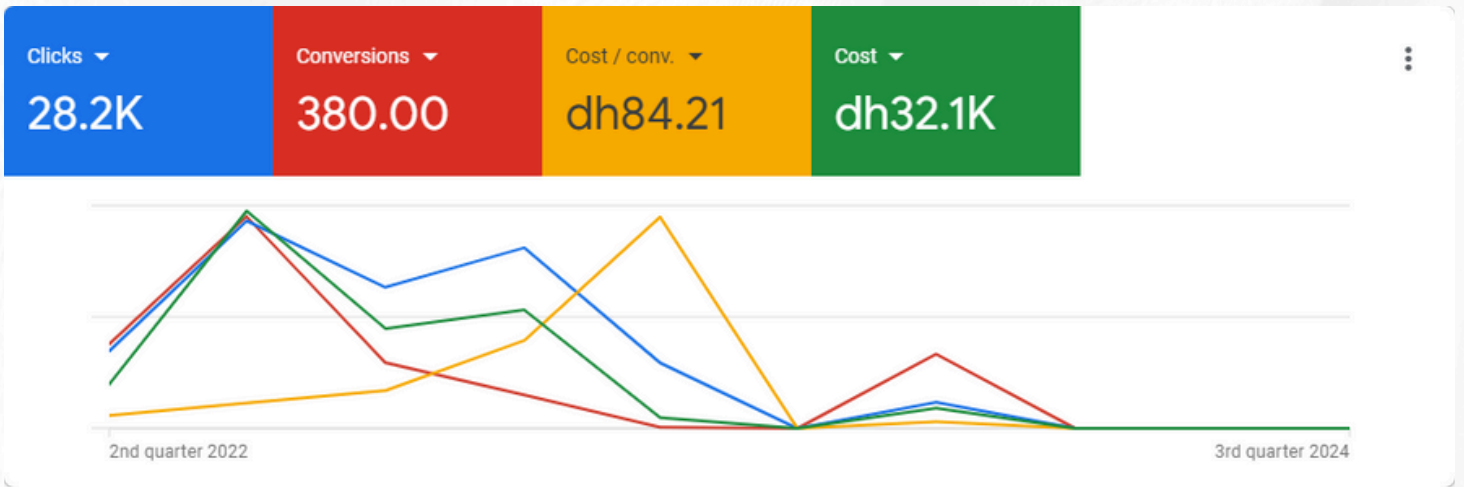 Clicks Conversions Cost / conv. Cost
28.2K 380.00 dh84.21 dh32.1K
2nd quarter 2022 3rd quarter 2024